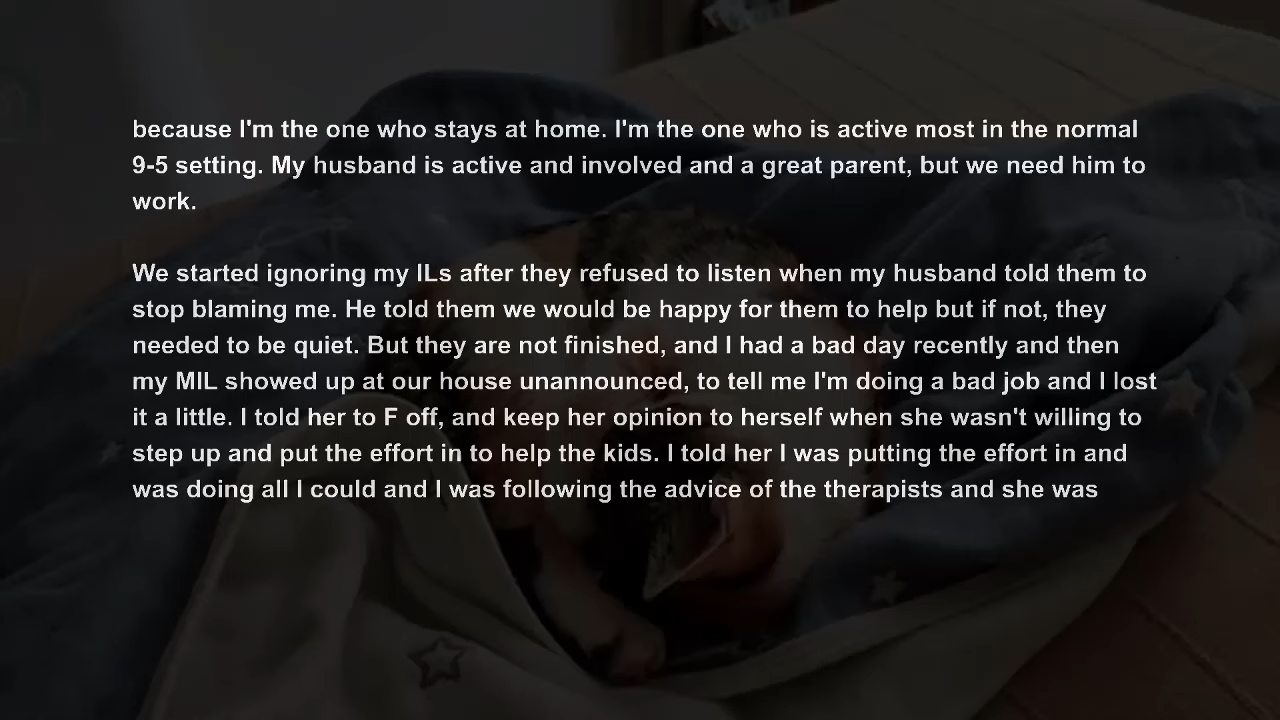 because I'm the one who stays at home. I'm the one who is active most in the normal
9-5 setting. My husband is active and involved and a great parent, but we need him to
work.
We started ignoring my ILs after they refused to listen when my husband told them to
stop blaming me. He told them we would be happy for them to help but if not, they
needed to be quiet. But they are not finished, and I had a bad day recently and then
my MIL showed up at our house unannounced, to tell me I'm doing a bad job and I lost
it a little. I told her to F off, and keep her opinion to herself when she wasn't willing to
step up and put the effort in to help the kids. I told her I was putting the effort in and
was doing all I could and I was following the advice of the therapists and she was